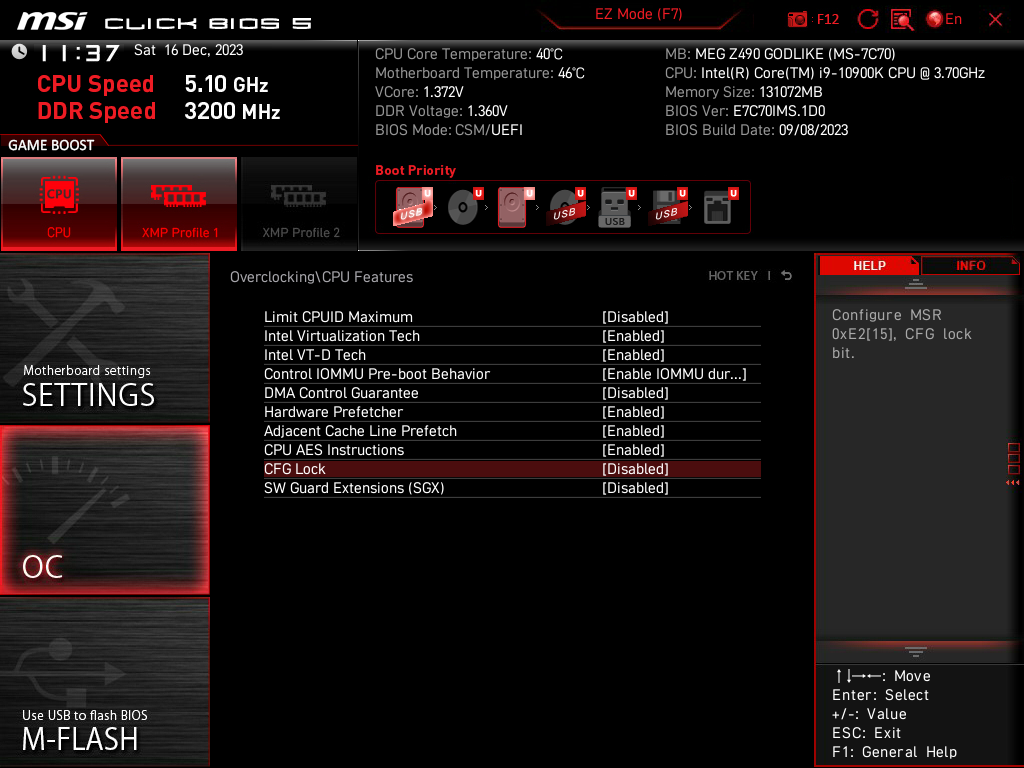 msi CLICK BIOS 5
EZ Mode (F7)
F12
En
11:37 Sat 16 Dec, 2023
CPU Speed 5.10 GHz
DDR Speed 3200 MHz
CPU Core Temperature: 40°C
Motherboard Temperature: 46°C
VCore: 1.372V
DDR Voltage: 1.360V
BIOS Mode: CSM/UEFI
MB: MEG Z490 GODLIKE (MS-7C70)
CPU: Intel(R) Core(TM) i9-10900K CPU @ 3.70GHz
Memory Size: 131072MB
BIOS Ver: E7C70IMS.1D0
BIOS Build Date: 09/08/2023
GAME BOOST
CPU
CPU
XMP Profile 1
XMP Profile 2
Boot Priority
U U U U U U U
USB USB USB USB
Motherboard settings
SETTINGS
OC
Use USB to flash BIOS
M-FLASH
Overclocking\CPU Features
HOT KEY |
Limit CPUID Maximum [Disabled]
Intel Virtualization Tech [Enabled]
Intel VT-D Tech [Enabled]
Control IOMMU Pre-boot Behavior [Enable IOMMU dur...]
DMA Control Guarantee [Disabled]
Hardware Prefetcher [Enabled]
Adjacent Cache Line Prefetch [Enabled]
CPU AES Instructions [Enabled]
CFG Lock [Disabled]
SW Guard Extensions (SGX) [Disabled]
HELP
INFO
Configure MSR
0xE2[15], CFG lock
bit.
↑↓→←: Move
Enter: Select
+/-: Value
ESC: Exit
F1: General Help